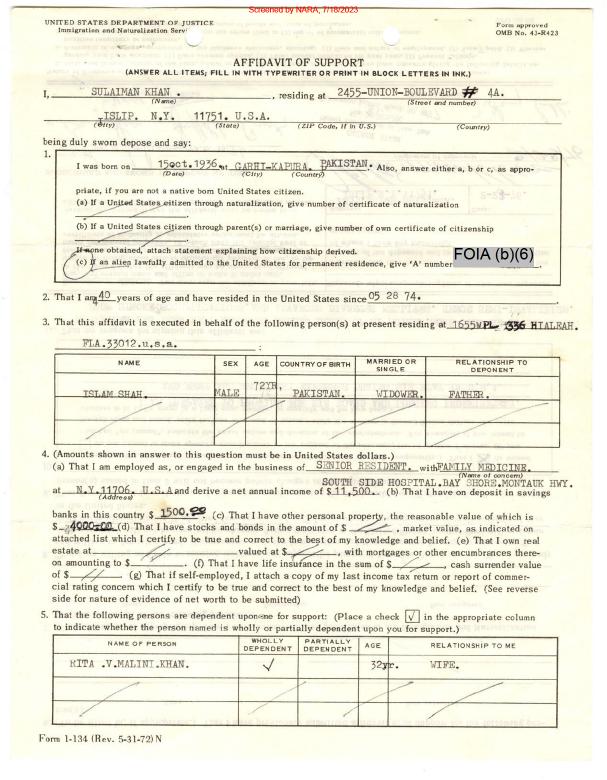 Screened by NARA, 7/18/2023
UNITED STATES DEPARTMENT OF JUSTICE
Immigration and Naturalization Serv
Form approved
OMB No. 43-R423
AFFIDAVIT OF SUPPORT
(ANSWER ALL ITEMS; FILL IN WITH TYPEWRITER OR PRINT IN BLOCK LETTERS IN INK.)
I, SULAIMAN KHAN . , residing at 2455-UNION-BOULEVARD # 4A.
(Name) (Street and number)
ISLIP. N.Y. 11751. U.S.A.
(City) (State) (ZIP Code, if in U.S.) (Country)
being duly sworn depose and say:
1.
I was born on 15oct.1936. at GARHI-KAPURA. PAKISTAN. Also, answer either a, b or c, as appro-
(Date) (City) (Country)
priate, if you are not a native born United States citizen.
(a) If a United States citizen through naturalization, give number of certificate of naturalization
(b) If a United States citizen through parent(s) or marriage, give number of own certificate of citizenship
If none obtained, attach statement explaining how citizenship derived.
(c) If an alien lawfully admitted to the United States for permanent residence, give 'A' number FOIA (b)(6)
2. That I am 40 years of age and have resided in the United States since 05 28 74.
3. That this affidavit is executed in behalf of the following person(s) at present residing at 1655W PL 336 HIALEAH.
FLA.33012.u.s.a. :
NAME SEX AGE COUNTRY OF BIRTH MARRIED OR SINGLE RELATIONSHIP TO DEPONENT
ISLAM SHAH. MALE 72YR, PAKISTAN. WIDOWER. FATHER.
4. (Amounts shown in answer to this question must be in United States dollars.)
(a) That I am employed as, or engaged in the business of SENIOR RESIDENT. with FAMILY MEDICINE.
(Name of concern)
SOUTH SIDE HOSPITAL.BAY SHORE.MONTAUK HWY.
at N.Y.11706. U.S.A and derive a net annual income of $ 11,500.. (b) That I have on deposit in savings
(Address)
banks in this country $ 1500.00 (c) That I have other personal property, the reasonable value of which is
$ 4000.00 (d) That I have stocks and bonds in the amount of $ , market value, as indicated on
attached list which I certify to be true and correct to the best of my knowledge and belief. (e) That I own real
estate at valued at $ , with mortgages or other encumbrances there-
on amounting to $ . (f) That I have life insurance in the sum of $ , cash surrender value
of $ (g) That if self-employed, I attach a copy of my last income tax return or report of commer-
cial rating concern which I certify to be true and correct to the best of my knowledge and belief. (See reverse
side for nature of evidence of net worth to be submitted)
5. That the following persons are dependent upon me for support: (Place a check √ in the appropriate column
to indicate whether the person named is wholly or partially dependent upon you for support.)
NAME OF PERSON WHOLLY DEPENDENT PARTIALLY DEPENDENT AGE RELATIONSHIP TO ME
RITA .V.MALINI.KHAN. √ 32yr. WIFE.
Form 1-134 (Rev. 5-31-72) N